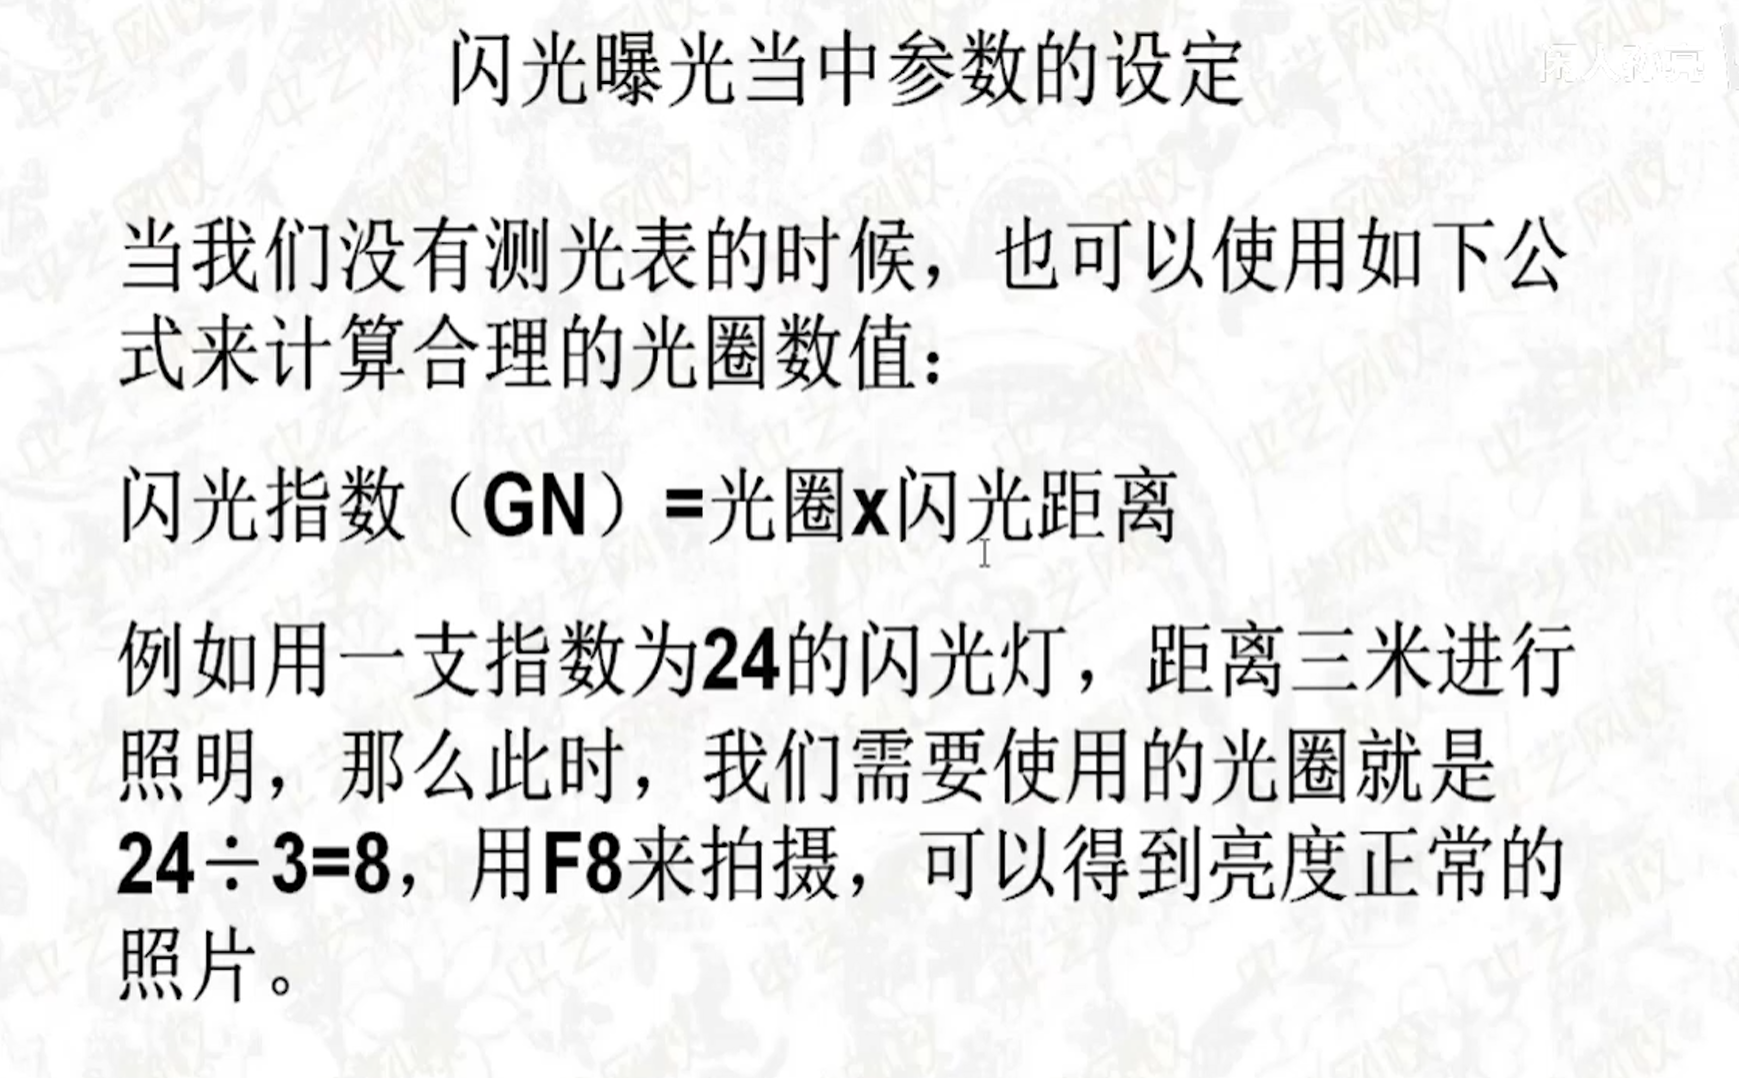 闪光曝光当中参数的设定
当我们没有测光表的时候，也可以使用如下公
式来计算合理的光圈数值：
闪光指数（GN）=光圈x闪光距离
例如用一支指数为24的闪光灯，距离三米进行
照明，那么此时，我们需要使用的光圈就是
24÷3=8，用F8来拍摄，可以得到亮度正常的
照片。